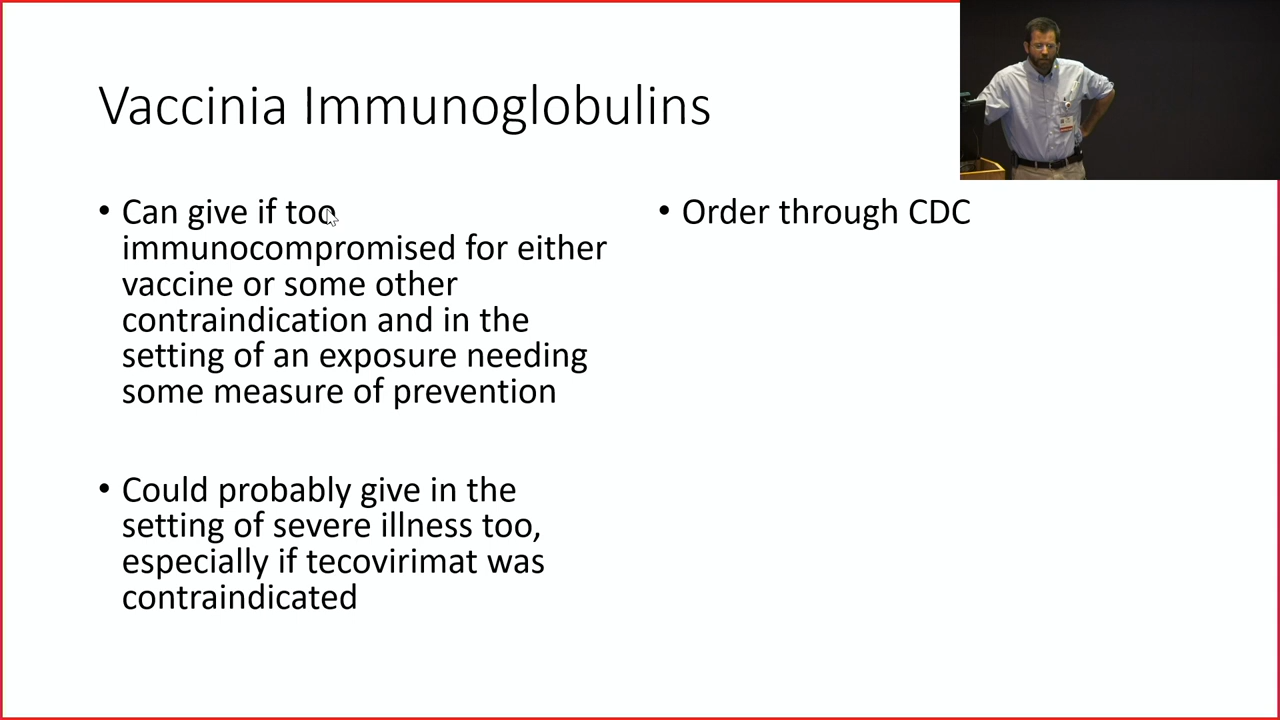 Vaccinia Immunoglobulins
• Can give if too
immunocompromised for either
vaccine or some other
contraindication and in the
setting of an exposure needing
some measure of prevention
• Could probably give in the
setting of severe illness too,
especially if tecovirimat was
contraindicated
• Order through CDC